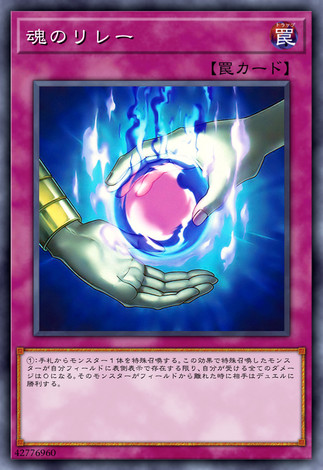 魂のリレー
トラップ
罠
【罠カード】
①:手札からモンスター1体を特殊召喚する。この効果で特殊召喚したモンス
ターが自分フィールドに表側表示で存在する限り、自分が受ける全てのダメー
ジは0になる。そのモンスターがフィールドから離れた時に相手はデュエルに
勝利する。
42776960